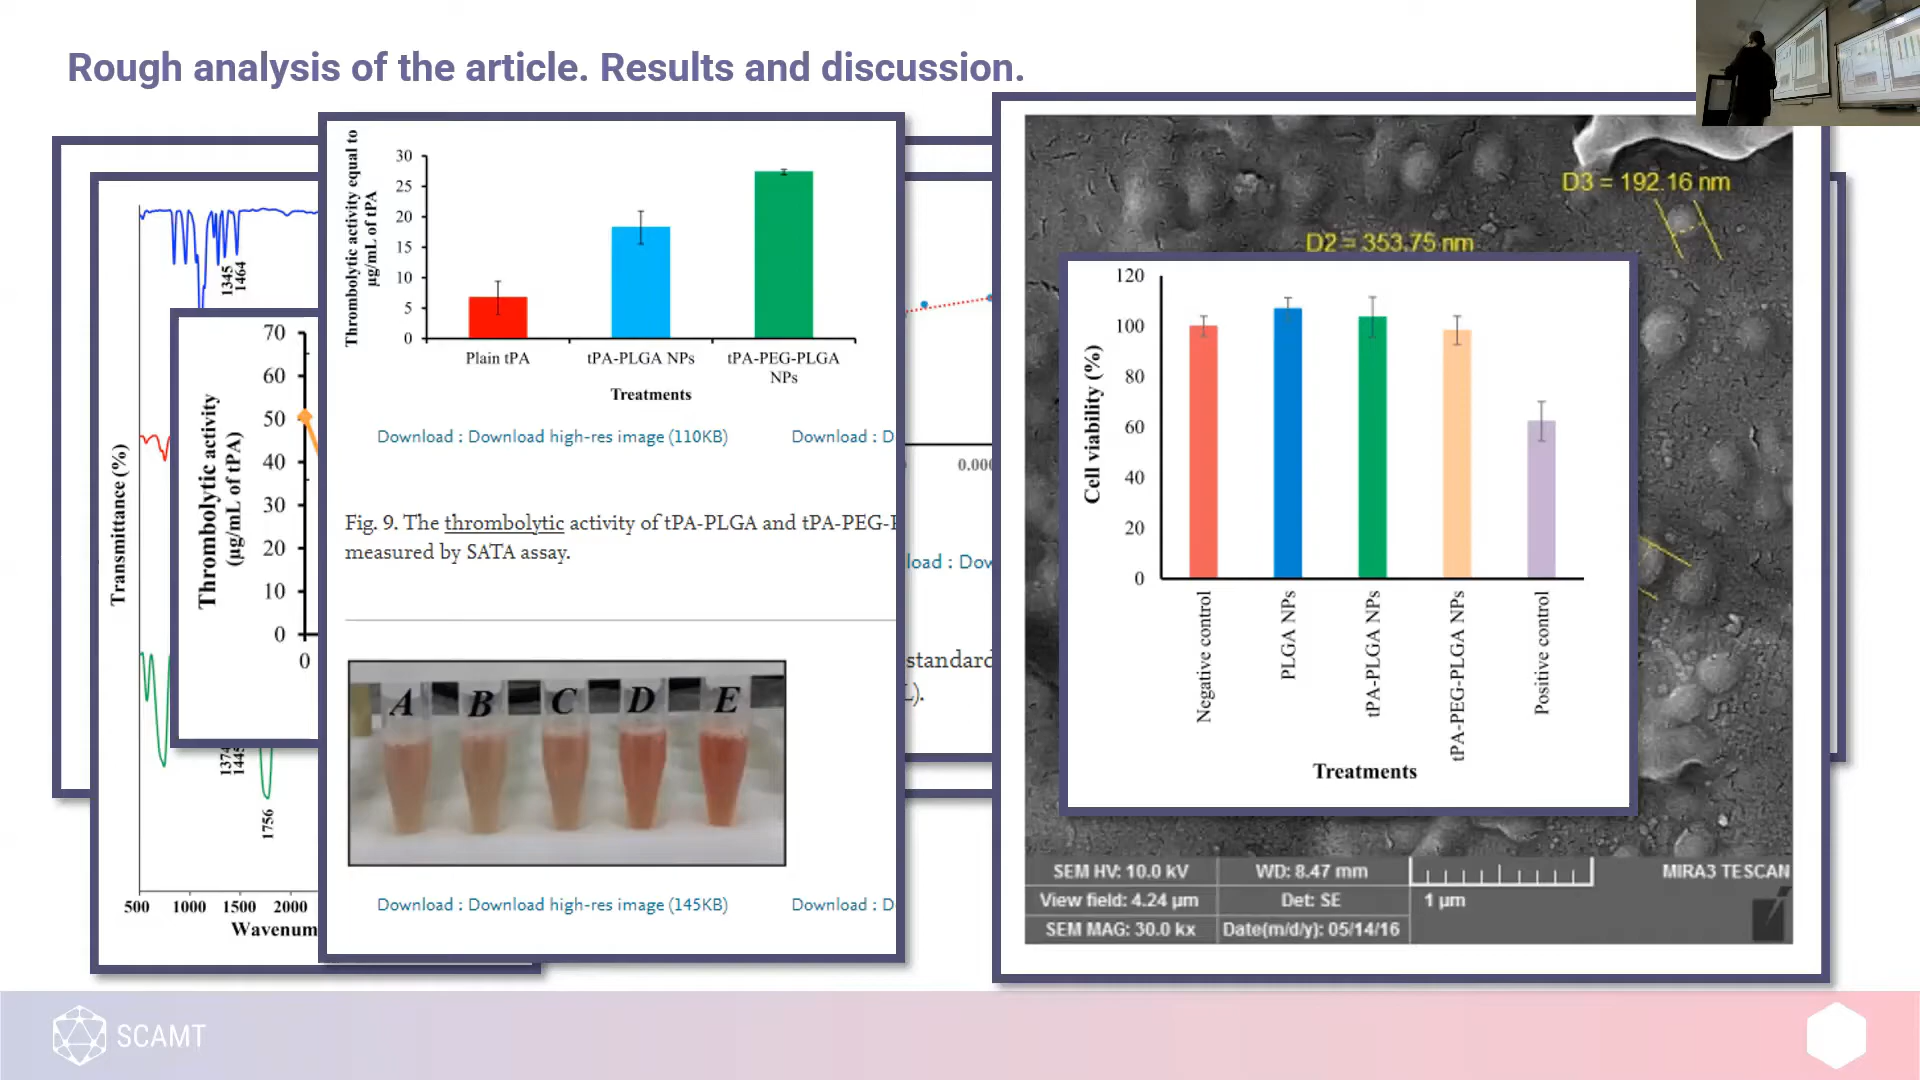 Rough analysis of the article. Results and discussion.
1345
1464
Transmittance (%)
1374
1756
500 1000 1500 2000
Wavenum
70
60
50
40
30
20
10
0
0
Thrombolytic activity
(µg/mL of tPA)
Thrombolytic activity equal to
µg/mL of tPA
30
25
20
15
10
5
0
Plain tPA
tPA-PLGA NPs
tPA-PEG-PLGA
NPs
Treatments
Download : Download high-res image (110KB)
Download : D
Fig. 9. The thrombolytic activity of tPA-PLGA and tPA-PEG-
measured by SATA assay.
A B C D E
Download : Download high-res image (145KB)
Download : D
0.000
load : Dow
standard
L).
D3 = 192.16 nm
D2 = 353.75 nm
120
100
80
60
40
20
0
Cell viability (%)
Negative control
PLGA NPs
tPA-PLGA NPs
tPA-PEG-PLGA NPs
Positive control
Treatments
SEM HV: 10.0 kV
WD: 8.47 mm
MIRA3 TESCAN
View field: 4.24 µm
Det: SE
1 µm
SEM MAG: 30.0 kx
Date(m/d/y): 05/14/16
SCAMT